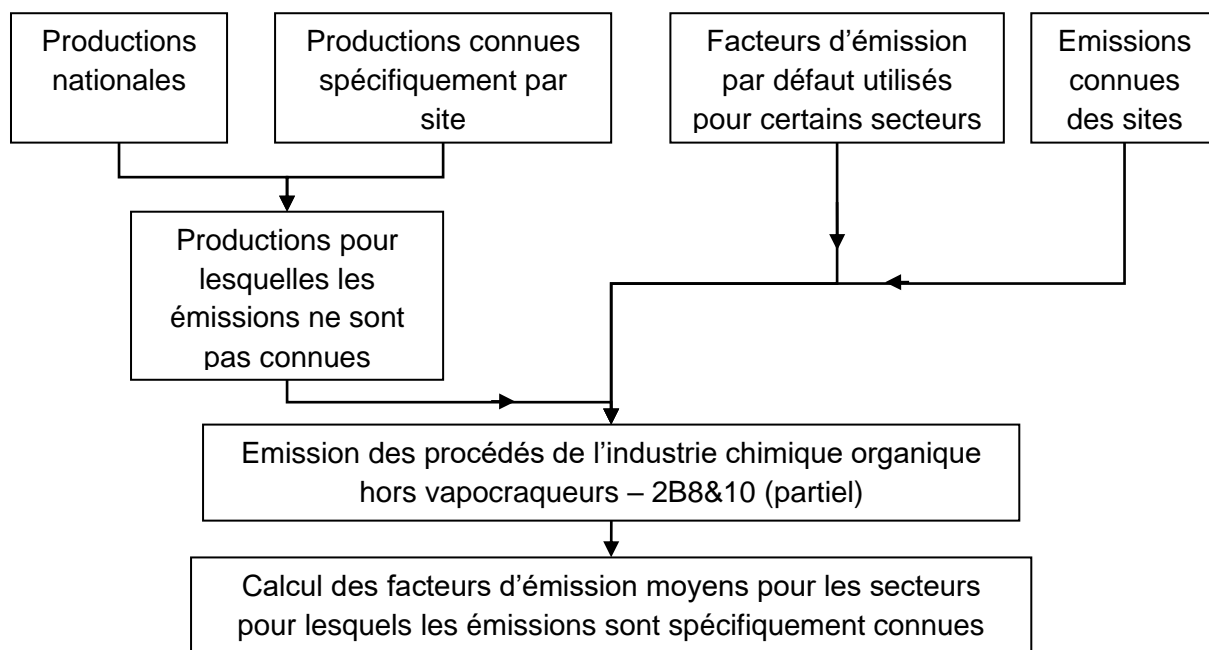 Productions
nationales
Productions connues
spécifiquement par
site
Facteurs d'émission
par défaut utilisés
pour certains secteurs
Emissions
connues
des sites
Productions pour
lesquelles les
émissions ne sont
pas connues
Emission des procédés de l'industrie chimique organique
hors vapocraqueurs – 2B8&10 (partiel)
Calcul des facteurs d'émission moyens pour les secteurs
pour lesquels les émissions sont spécifiquement connues